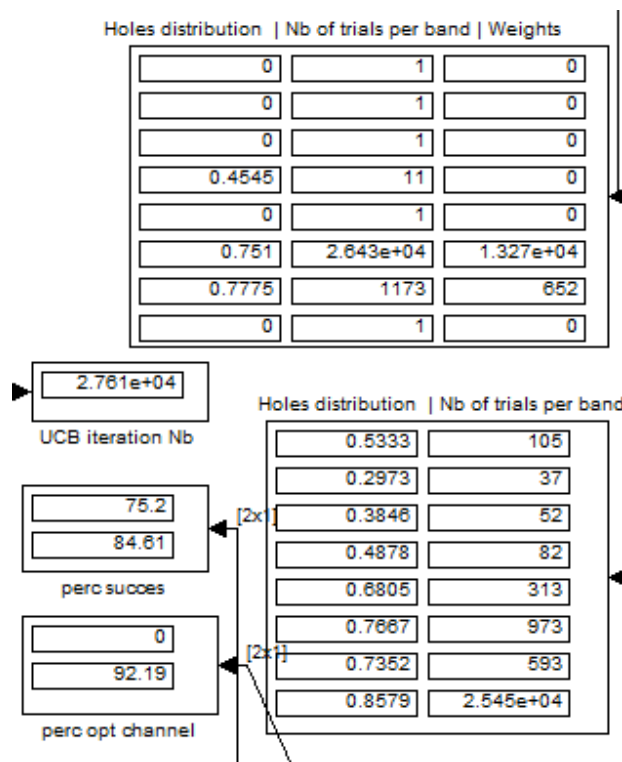 Holes distribution | Nb of trials per band | Weights
0 1 0
0 1 0
0 1 0
0.4545 11 0
0 1 0
0.751 2.643e+04 1.327e+04
0.7775 1173 652
0 1 0
2.761e+04
UCB iteration Nb
Holes distribution | Nb of trials per band
0.5333 105
0.2973 37
0.3846 52
0.4878 82
0.6805 313
0.7667 973
0.7352 593
0.8579 2.545e+04
75.2
84.61
[2x1]
perc succes
0
92.19
[2x1]
perc opt channel